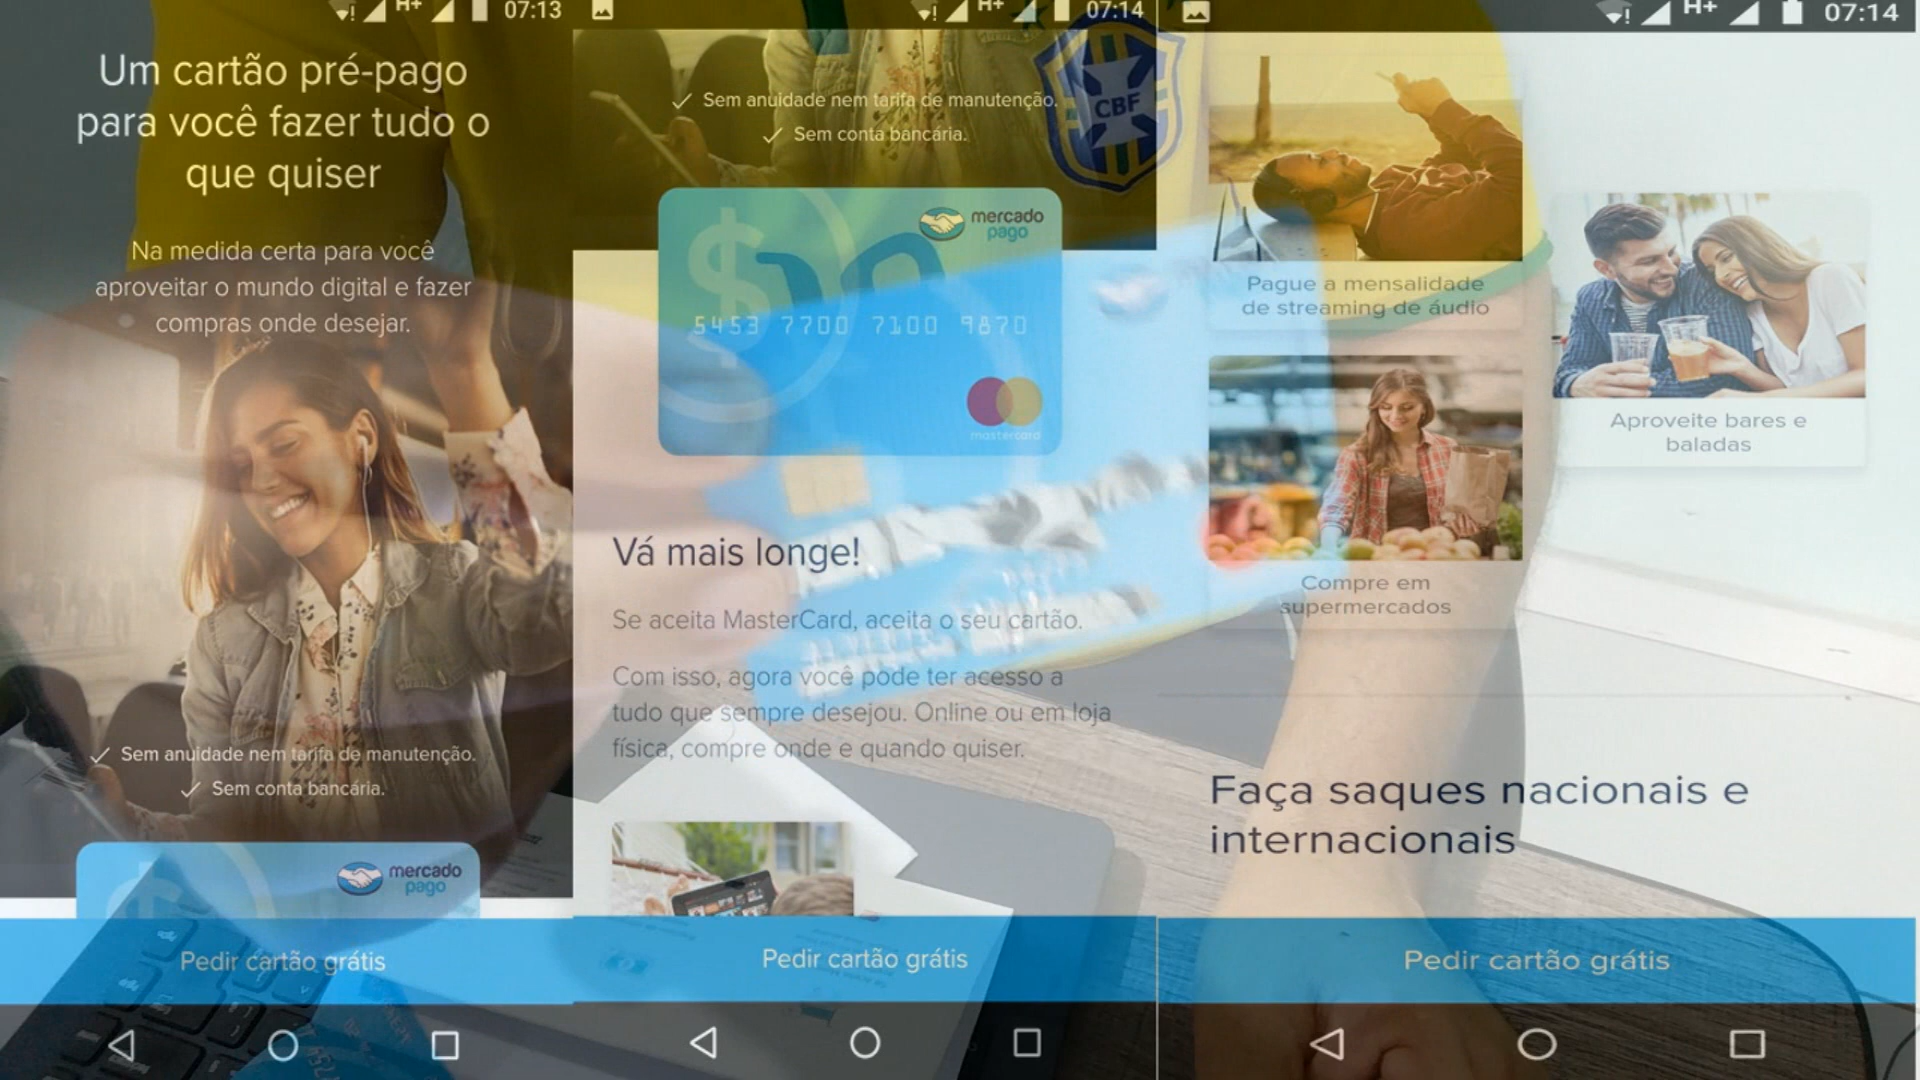 H+ 07:13
Um cartão pré-pago
para você fazer tudo o
que quiser
Na medida certa para você
aproveitar o mundo digital e fazer
compras onde desejar.
Sem anuidade nem tarifa de manutenção.
Sem conta bancária.
mercado
pago
Pedir cartão grátis
H+ 07:14
Sem anuidade nem tarifa de manutenção.
Sem conta bancária.
CBF
mercado
pago
5453 7700 7100 9870
mastercard
Vá mais longe!
Se aceita MasterCard, aceita o seu cartão.
Com isso, agora você pode ter acesso a
tudo que sempre desejou. Online ou em loja
física, compre onde e quando quiser.
Pedir cartão grátis
H+ 07:14
Pague a mensalidade
de streaming de áudio
Aproveite bares e
baladas
Compre em
supermercados
Faça saques nacionais e
internacionais
Pedir cartão grátis